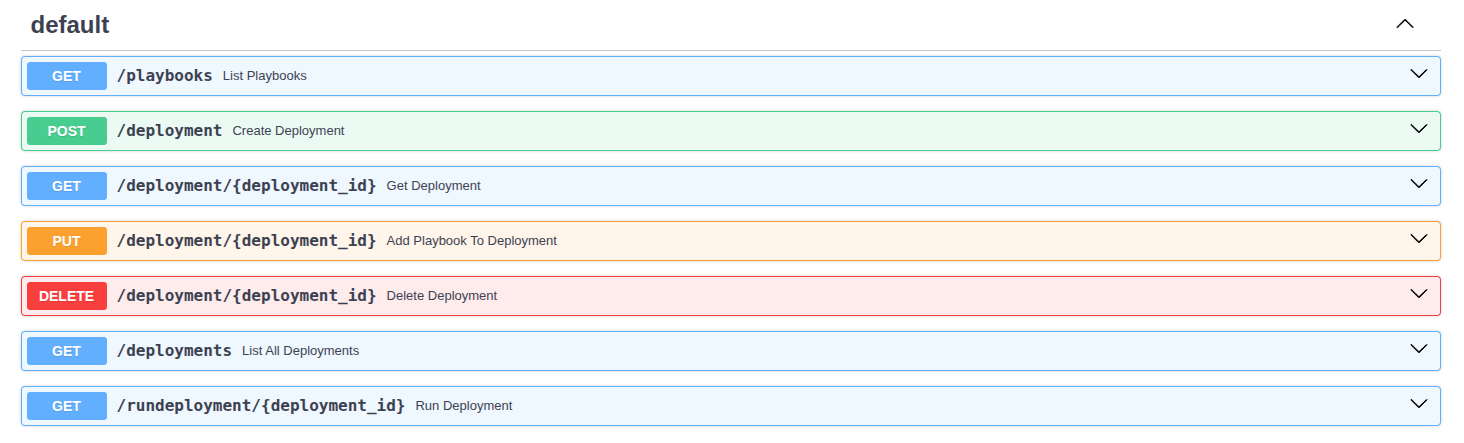 default
GET /playbooks List Playbooks
POST /deployment Create Deployment
GET /deployment/{deployment_id} Get Deployment
PUT /deployment/{deployment_id} Add Playbook To Deployment
DELETE /deployment/{deployment_id} Delete Deployment
GET /deployments List All Deployments
GET /rundeployment/{deployment_id} Run Deployment